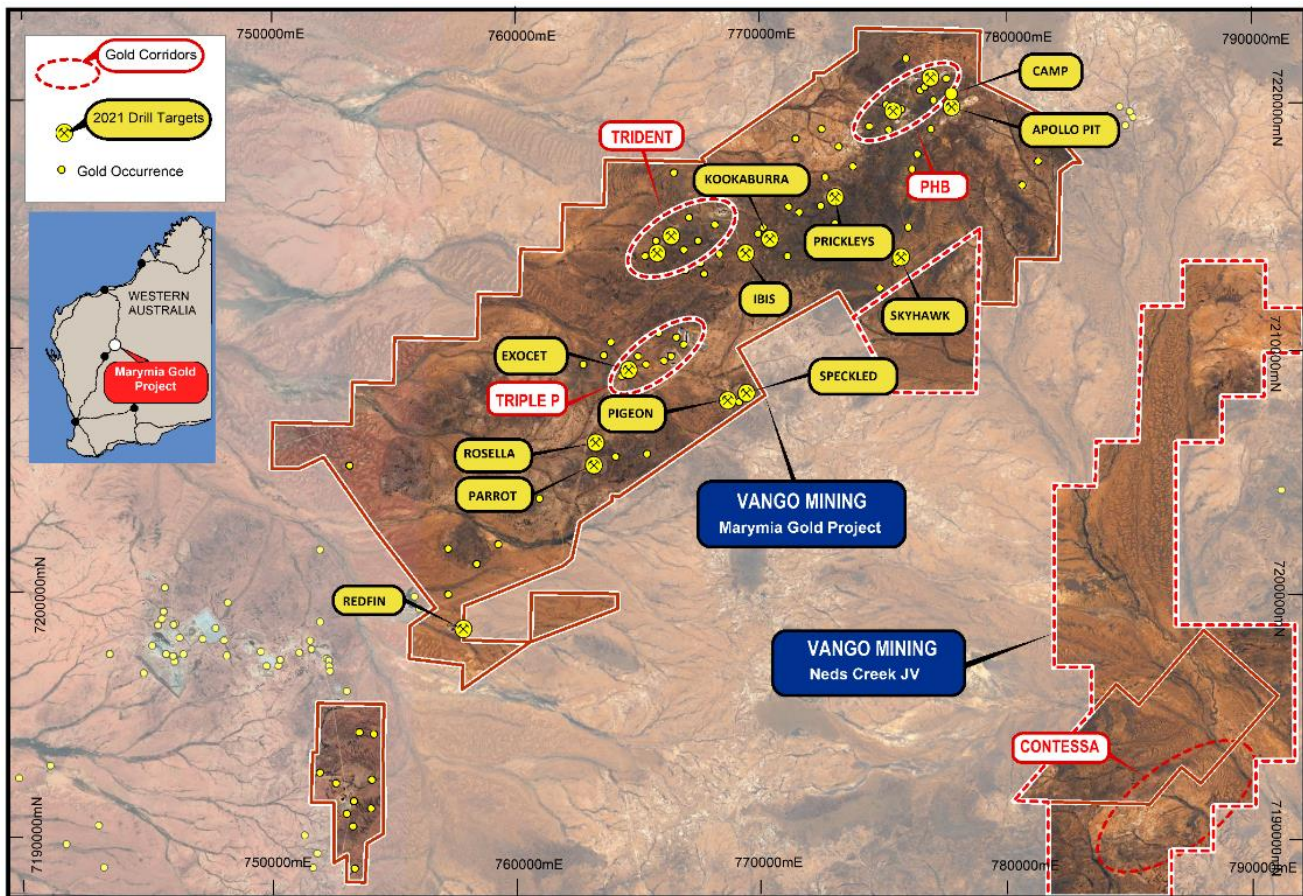 750000mE
760000mE
770000mE
780000mE
790000mE
Gold Corridors
2021 Drill Targets
Gold Occurrence
WESTERN
AUSTRALIA
Marymia Gold
Project
7220000mN
7220000mN
CAMP
APOLLO PIT
TRIDENT
KOOKABURRA
PHB
PRICKLEYS
IBIS
SKYHAWK
7210000mN
EXOCET
SPECKLED
TRIPLE P
PIGEON
ROSELLA
PARROT
VANGO MINING
Marymia Gold Project
7200000mN
7200000mN
REDFIN
VANGO MINING
Neds Creek JV
CONTESSA
7190000mN
7190000mN
750000mE
760000mE
770000mE
780000mE
790000mE